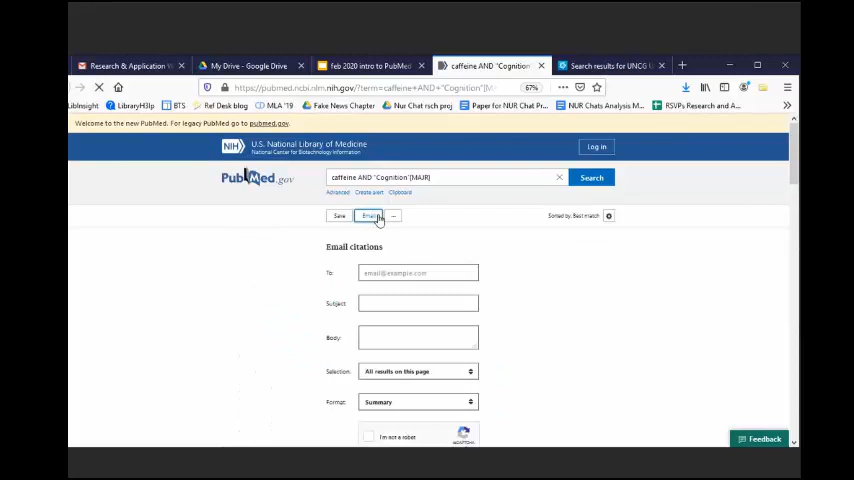 Research & Application W
My Drive - Google Drive
feb 2020 intro to PubMed
caffeine AND "Cognition"
Search results for UNCG U
https://pubmed.ncbi.nlm.nih.gov/?term=caffeine+AND+"Cognition"[M
67%
LibInsight
LibraryH3lp
BTS
Ref Desk blog
MLA '19
Fake News Chapter
Nur Chat rsch proj
Paper for NUR Chat Pr...
NUR Chats Analysis M...
RSVPs Research and A...
Welcome to the new PubMed. For legacy PubMed go to pubmed.gov.
NIH
U.S. National Library of Medicine
National Center for Biotechnology Information
Log in
PubMed.gov
caffeine AND "Cognition"[MAJR]
Search
Advanced Create alert Clipboard
Save
Email
...
Sorted by: Best match
Email citations
To:
email@example.com
Subject:
Body:
Selection:
All results on this page
Format:
Summary
I'm not a robot
reCAPTCHA
Feedback